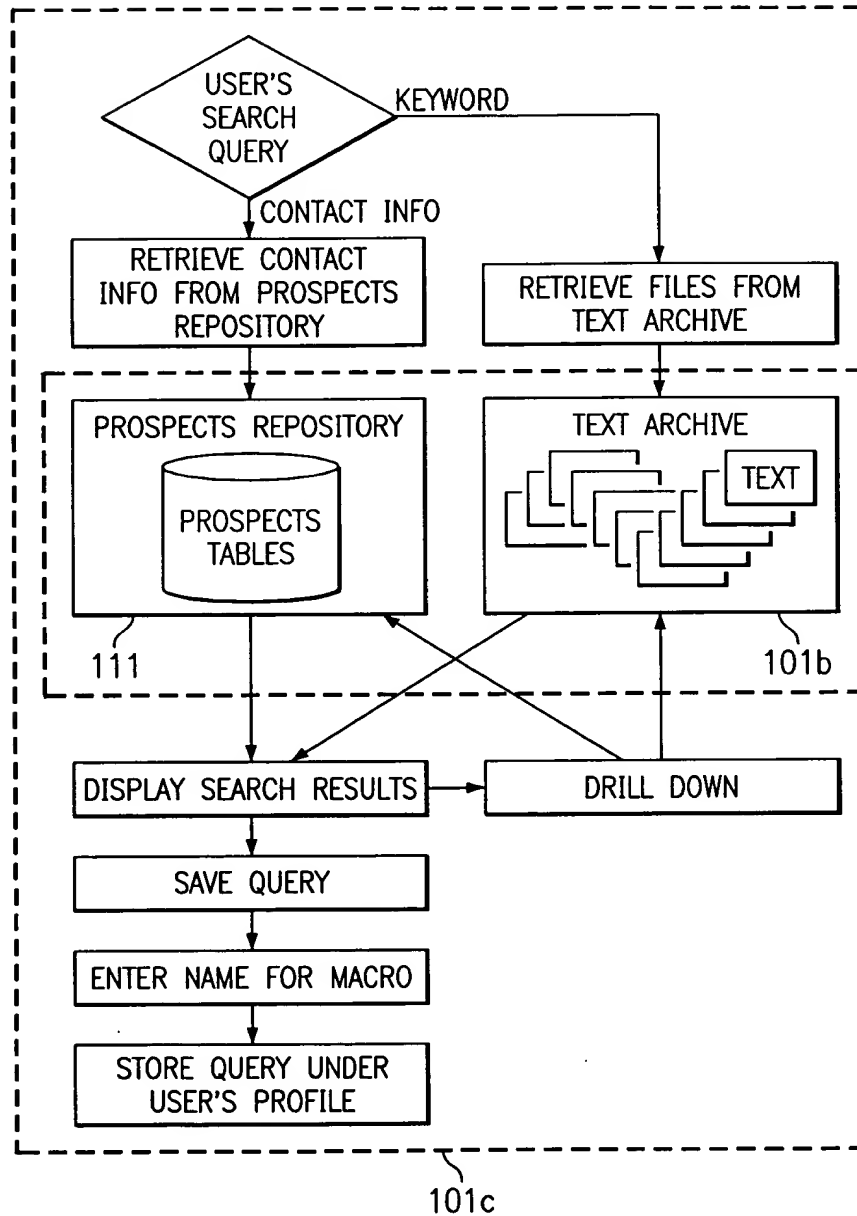 USER'S
SEARCH
QUERY
KEYWORD
CONTACT INFO
RETRIEVE CONTACT
INFO FROM PROSPECTS
REPOSITORY
RETRIEVE FILES FROM
TEXT ARCHIVE
PROSPECTS REPOSITORY
PROSPECTS
TABLES
TEXT ARCHIVE
TEXT
111
101b
DISPLAY SEARCH RESULTS
DRILL DOWN
SAVE QUERY
ENTER NAME FOR MACRO
STORE QUERY UNDER
USER'S PROFILE
101c